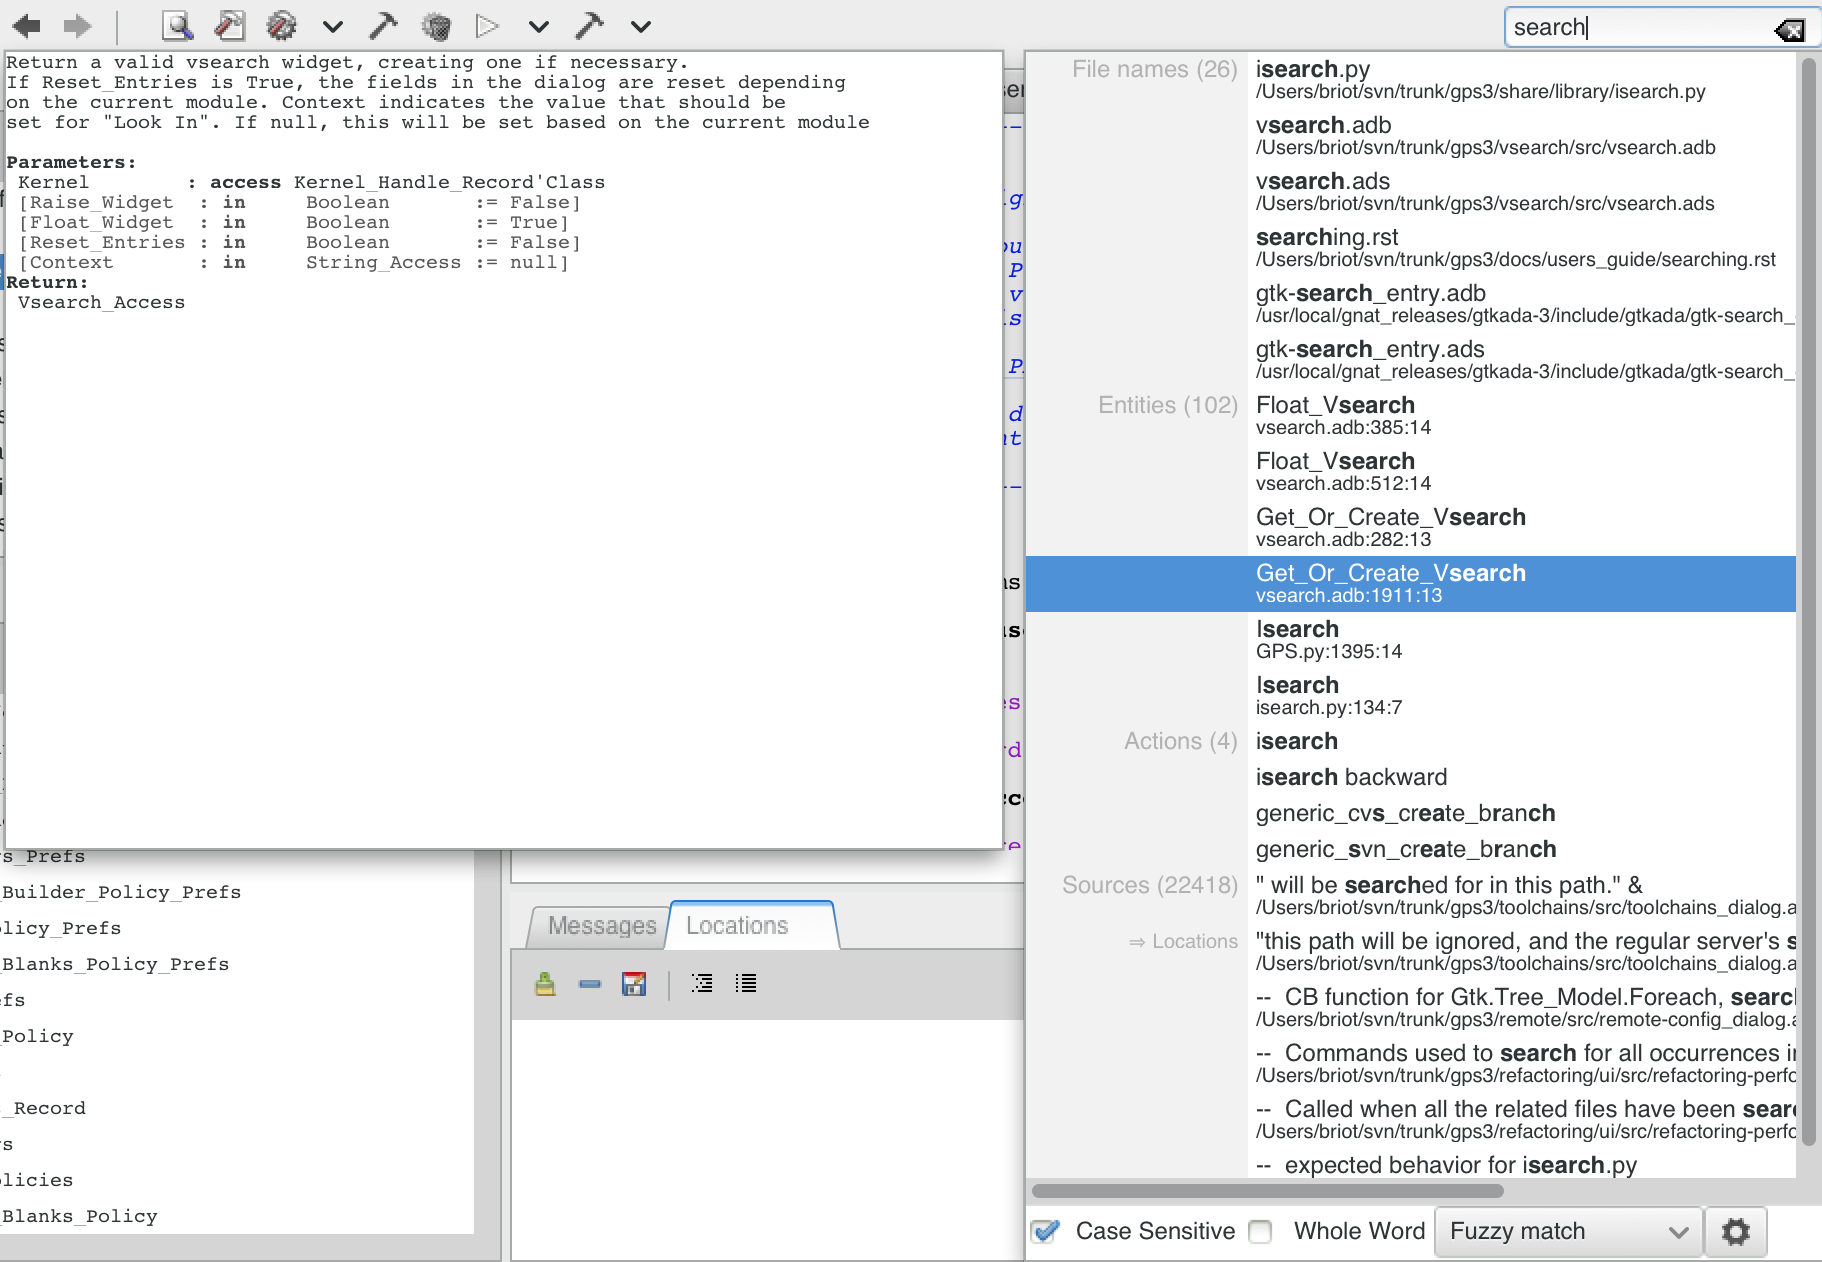 search
Return a valid vsearch widget, creating one if necessary.
If Reset_Entries is True, the fields in the dialog are reset depending
on the current module. Context indicates the value that should be
set for "Look In". If null, this will be set based on the current module
Parameters:
Kernel : access Kernel_Handle_Record'Class
[Raise_Widget : in Boolean := False]
[Float_Widget : in Boolean := True]
[Reset_Entries : in Boolean := False]
[Context : in String_Access := null]
Return:
Vsearch_Access
s_Prefs
_Builder_Policy_Prefs
licy_Prefs
_Blanks_Policy_Prefs
efs
_Policy
_Record
s
licies
_Blanks_Policy
Messages
Locations
File names (26)
isearch.py
/Users/briot/svn/trunk/gps3/share/library/isearch.py
vsearch.adb
/Users/briot/svn/trunk/gps3/vsearch/src/vsearch.adb
vsearch.ads
/Users/briot/svn/trunk/gps3/vsearch/src/vsearch.ads
searching.rst
/Users/briot/svn/trunk/gps3/docs/users_guide/searching.rst
gtk-search_entry.adb
/usr/local/gnat_releases/gtkada-3/include/gtkada/gtk-search_
gtk-search_entry.ads
/usr/local/gnat_releases/gtkada-3/include/gtkada/gtk-search_
Entities (102)
Float_Vsearch
vsearch.adb:385:14
Float_Vsearch
vsearch.adb:512:14
Get_Or_Create_Vsearch
vsearch.adb:282:13
Get_Or_Create_Vsearch
vsearch.adb:1911:13
Isearch
GPS.py:1395:14
Isearch
isearch.py:134:7
Actions (4)
isearch
isearch backward
generic_cvs_create_branch
generic_svn_create_branch
Sources (22418)
" will be searched for in this path." &
/Users/briot/svn/trunk/gps3/toolchains/src/toolchains_dialog.a
⇒ Locations
"this path will be ignored, and the regular server's s
/Users/briot/svn/trunk/gps3/toolchains/src/toolchains_dialog.a
-- CB function for Gtk.Tree_Model.Foreach, searc
/Users/briot/svn/trunk/gps3/remote/src/remote-config_dialog.a
-- Commands used to search for all occurrences i
/Users/briot/svn/trunk/gps3/refactoring/ui/src/refactoring-perfo
-- Called when all the related files have been sear
/Users/briot/svn/trunk/gps3/refactoring/ui/src/refactoring-perfo
-- expected behavior for isearch.py
Case Sensitive
Whole Word
Fuzzy match